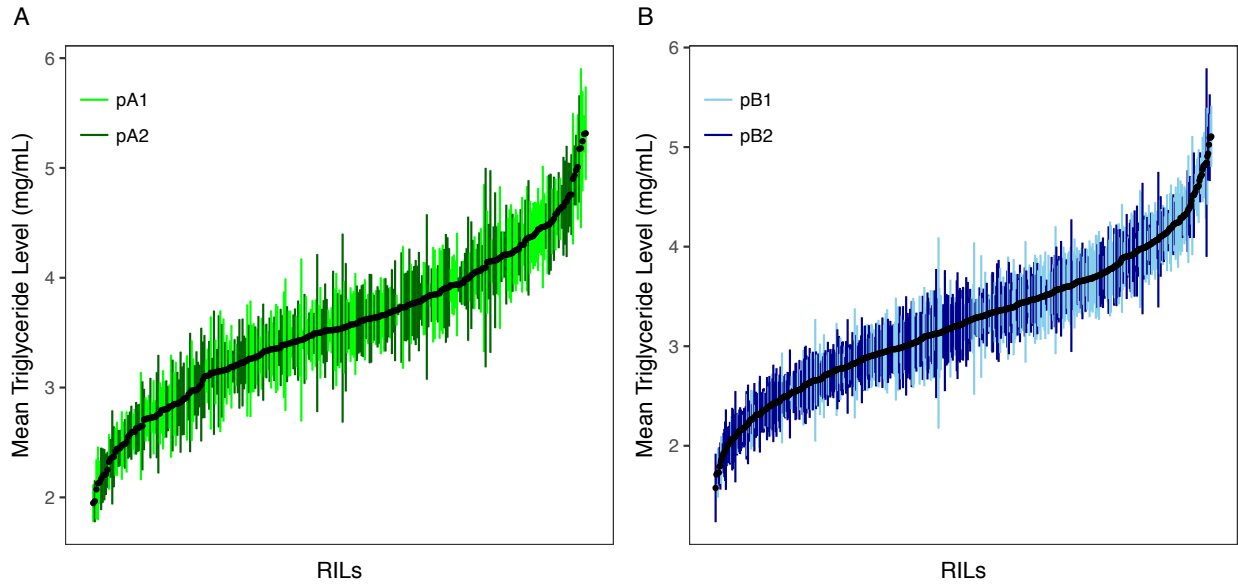 A
Mean Triglyceride Level (mg/mL)
6
5
4
3
2
pA1
pA2
RILs
B
Mean Triglyceride Level (mg/mL)
6
5
4
3
2
pB1
pB2
RILs